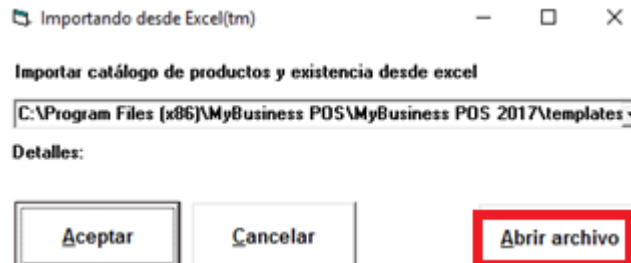 Importando desde Excel(tm)
Importar catálogo de productos y existencia desde excel
C:\Program Files (x86)\MyBusiness POS\MyBusiness POS 2017\templates
Detalles:
Aceptar Cancelar Abrir archivo